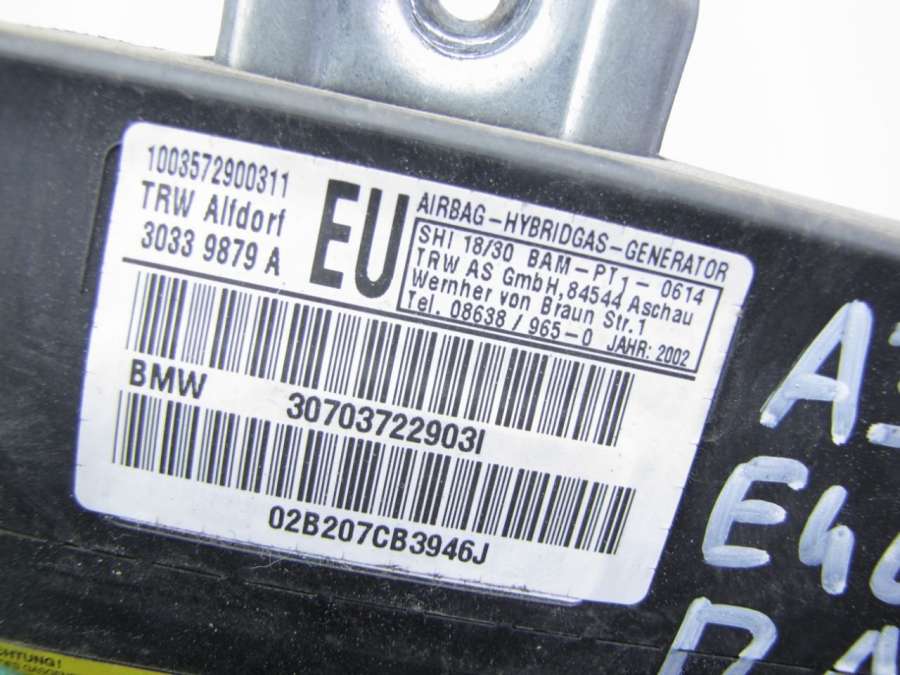 1003572900311
TRW Alfdorf
3033 9879 A
EU
AIRBAG-HYBRIDGAS-GENERATOR
SHI 18/30 BAM-PT1-0614
TRW AS GmbH, 84544 Aschau
Wernher von Braun Str.1
Tel. 08638/965-0 JAHR: 2002
BMW 30703722903I
02B207CB3946J
E46